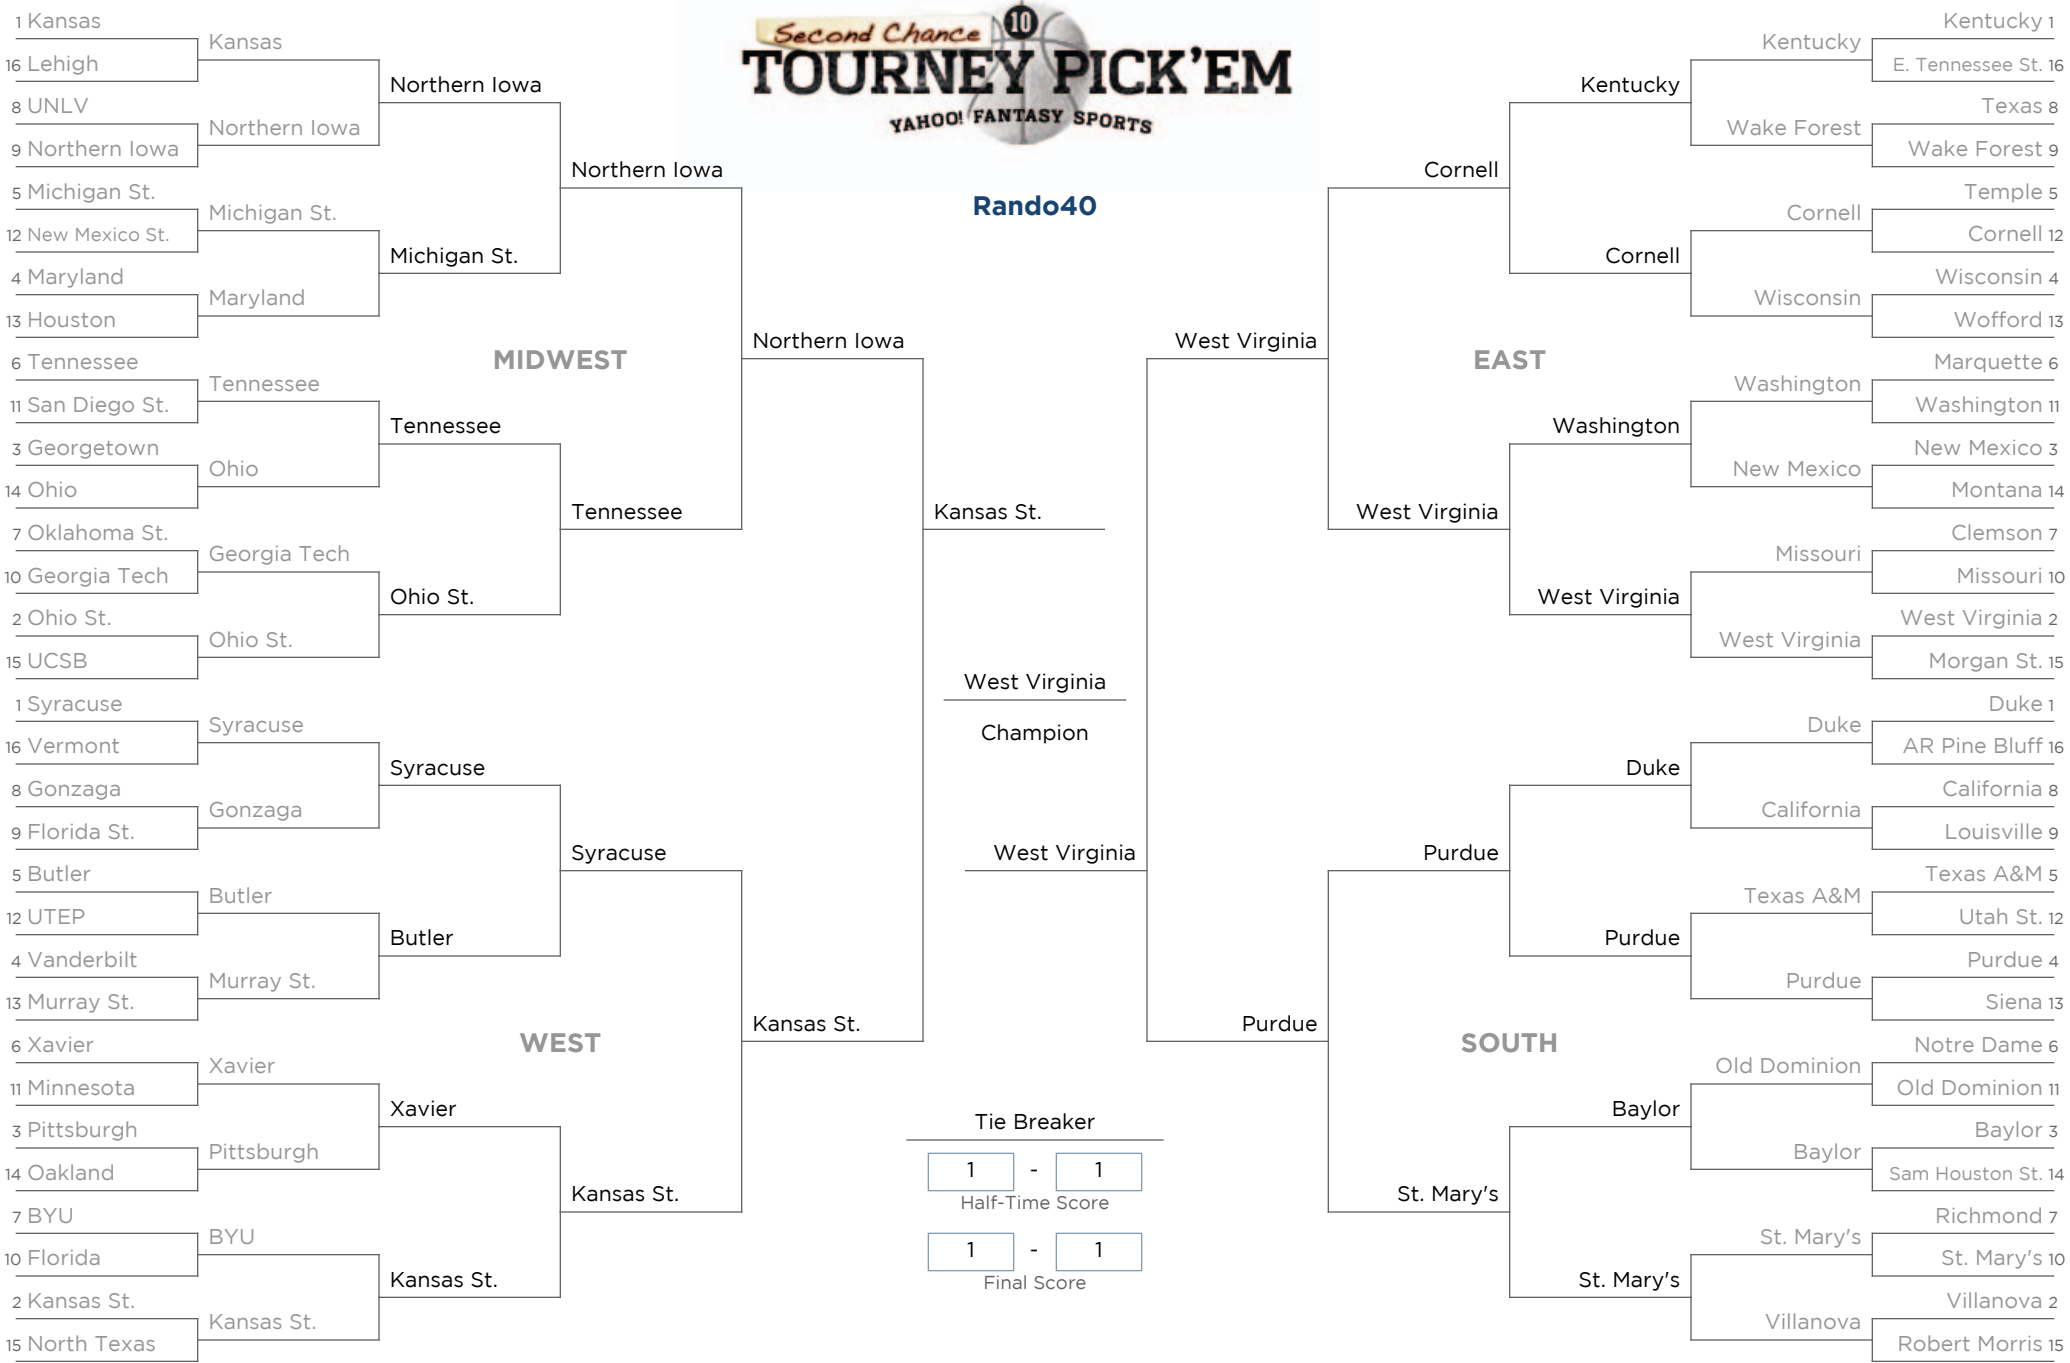 Second Chance 10
TOURNEY PICK'EM
YAHOO! FANTASY SPORTS
Rando40
1 Kansas
16 Lehigh
8 UNLV
9 Northern Iowa
5 Michigan St.
12 New Mexico St.
4 Maryland
13 Houston
6 Tennessee
11 San Diego St.
3 Georgetown
14 Ohio
7 Oklahoma St.
10 Georgia Tech
2 Ohio St.
15 UCSB
1 Syracuse
16 Vermont
8 Gonzaga
9 Florida St.
5 Butler
12 UTEP
4 Vanderbilt
13 Murray St.
6 Xavier
11 Minnesota
3 Pittsburgh
14 Oakland
7 BYU
10 Florida
2 Kansas St.
15 North Texas
Kansas
Northern Iowa
Michigan St.
Maryland
Tennessee
Ohio
Georgia Tech
Ohio St.
Syracuse
Gonzaga
Butler
Murray St.
Xavier
Pittsburgh
BYU
Kansas St.
Northern Iowa
Michigan St.
Tennessee
Ohio St.
Syracuse
Butler
Xavier
Kansas St.
Northern Iowa
MIDWEST
Tennessee
Syracuse
WEST
Kansas St.
Northern Iowa
Kansas St.
Kansas St.
West Virginia
Champion
West Virginia
Tie Breaker
1 - 1
Half-Time Score
1 - 1
Final Score
West Virginia
Purdue
Cornell
EAST
West Virginia
Purdue
SOUTH
St. Mary's
Kentucky
Cornell
Washington
West Virginia
Duke
Purdue
Baylor
St. Mary's
Kentucky
Wake Forest
Cornell
Wisconsin
Washington
New Mexico
Missouri
West Virginia
Duke
California
Texas A&M
Purdue
Old Dominion
Baylor
St. Mary's
Villanova
Kentucky 1
E. Tennessee St. 16
Texas 8
Wake Forest 9
Temple 5
Cornell 12
Wisconsin 4
Wofford 13
Marquette 6
Washington 11
New Mexico 3
Montana 14
Clemson 7
Missouri 10
West Virginia 2
Morgan St. 15
Duke 1
AR Pine Bluff 16
California 8
Louisville 9
Texas A&M 5
Utah St. 12
Purdue 4
Siena 13
Notre Dame 6
Old Dominion 11
Baylor 3
Sam Houston St. 14
Richmond 7
St. Mary's 10
Villanova 2
Robert Morris 15